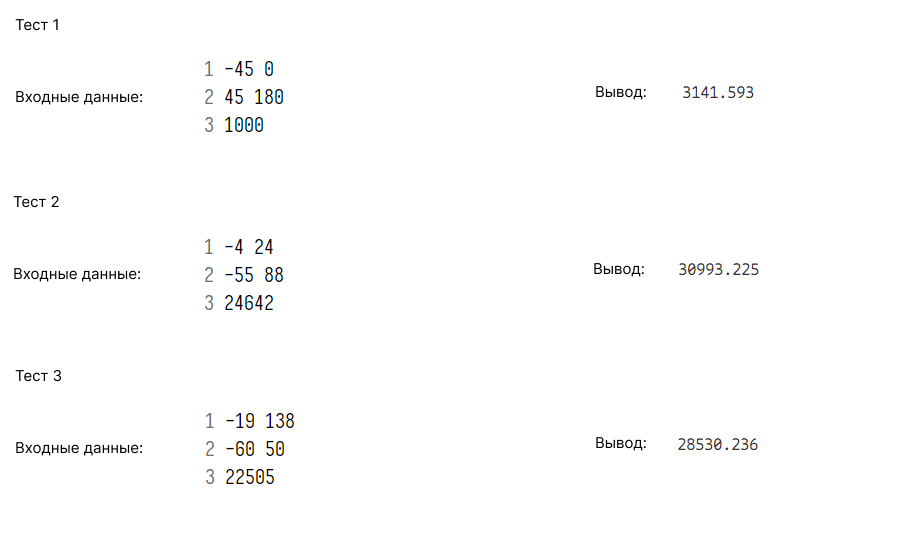 Тест 1
1 -45 0
Входные данные: 2 45 180 Вывод: 3141.593
3 1000
Тест 2
1 -4 24
Входные данные: 2 -55 88 Вывод: 30993.225
3 24642
Тест 3
1 -19 138
Входные данные: 2 -60 50 Вывод: 28530.236
3 22505